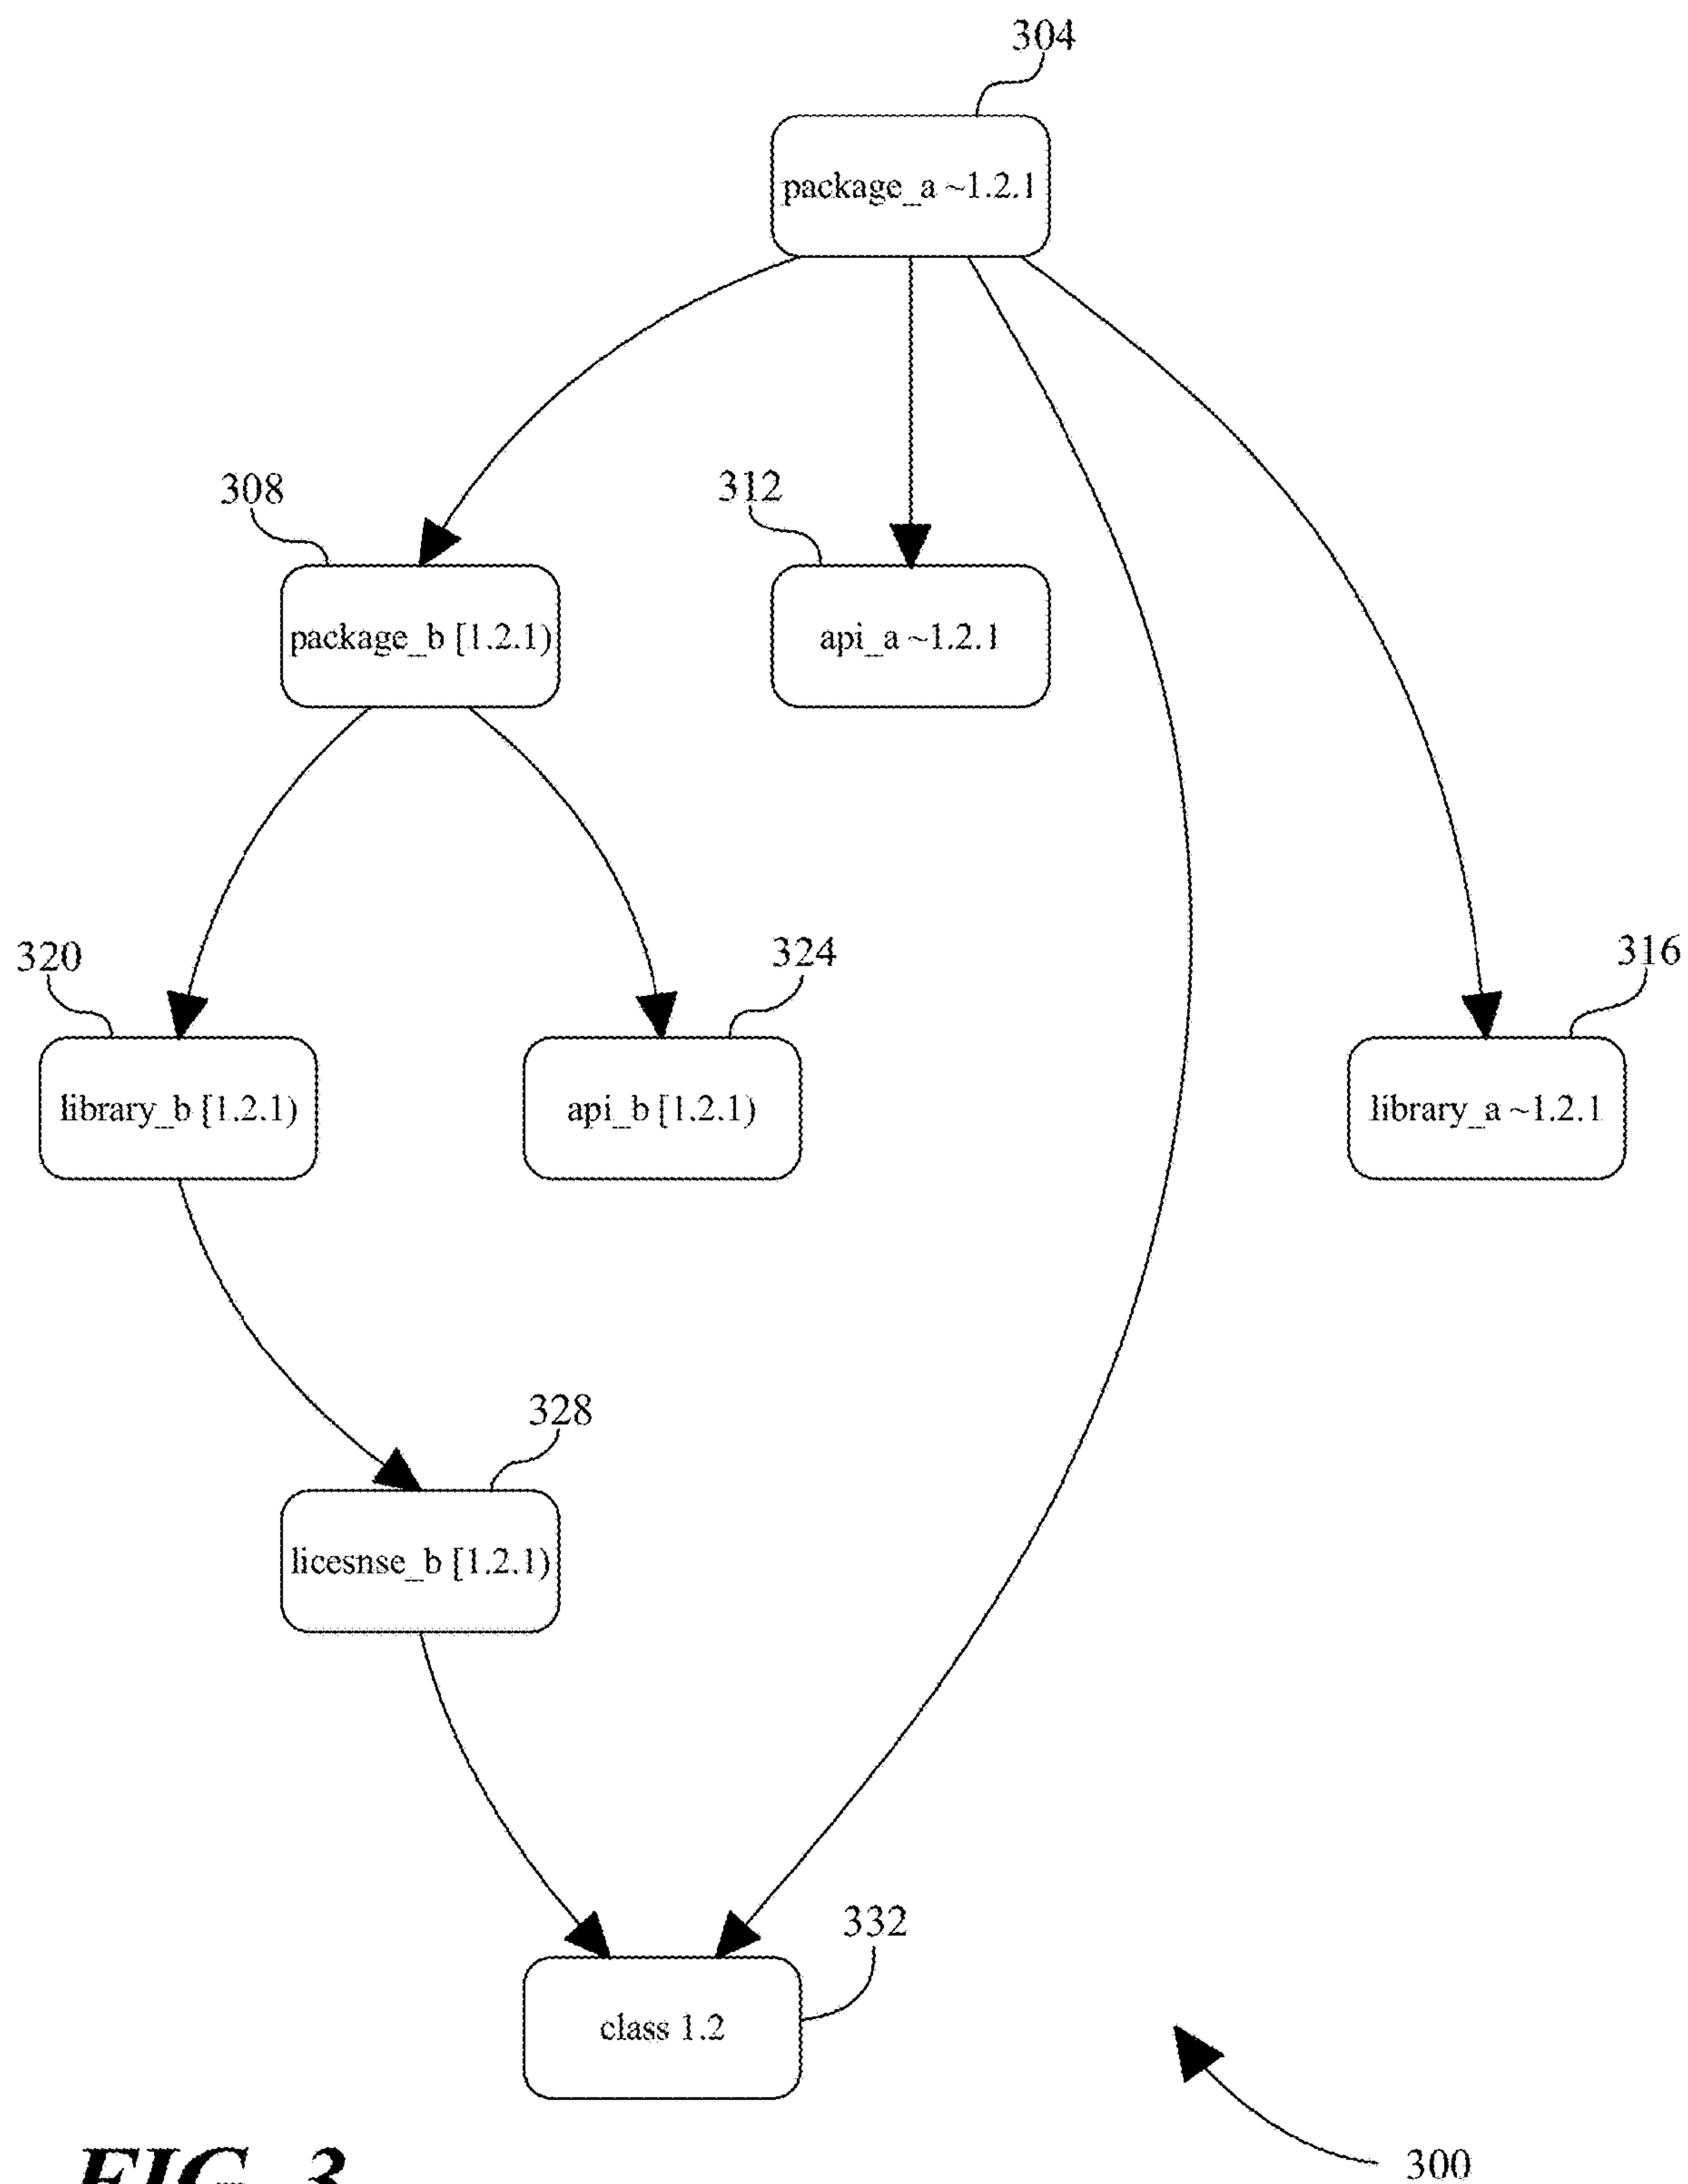 304
package_a ~1.2.1
308
312
package_b [1.2.1)
api_a ~1.2.1
320
324
316
library_b [1.2.1)
api_b [1.2.1)
library_a ~1.2.1
328
licesnse_b [1.2.1)
332
class 1.2
300
FIG. 3